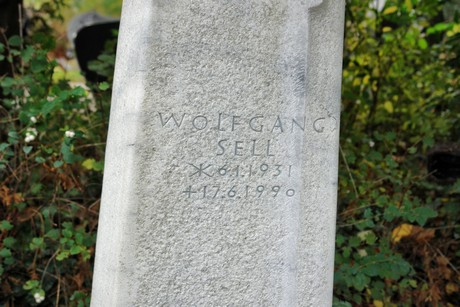 WOLFGANG
SELL
* 6.1.1931
+ 17.6.1990